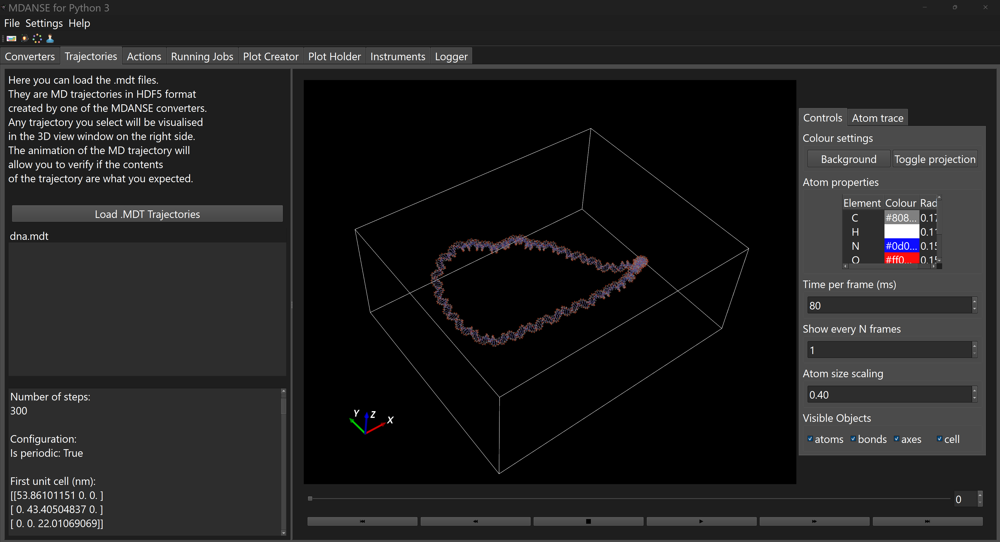 MDANSE for Python 3
File Settings Help
Converters Trajectories Actions Running Jobs Plot Creator Plot Holder Instruments Logger
Here you can load the .mdt files.
They are MD trajectories in HDF5 format
created by one of the MDANSE converters.
Any trajectory you select will be visualised
in the 3D view window on the right side.
The animation of the MD trajectory will
allow you to verify if the contents
of the trajectory are what you expected.
Load .MDT Trajectories
dna.mdt
Number of steps:
300
Configuration:
Is periodic: True
First unit cell (nm):
[[53.86101151 0. 0. ]
[ 0. 43.40504837 0. ]
[ 0. 0. 22.01069069]]
Y Z X
Controls Atom trace
Colour settings
Background Toggle projection
Atom properties
Element Colour Rad
C #808... 0.17
H 0.11
N #0d0... 0.15
O #ff0... 0.15
Time per frame (ms)
80
Show every N frames
1
Atom size scaling
0.40
Visible Objects
atoms bonds axes cell
0